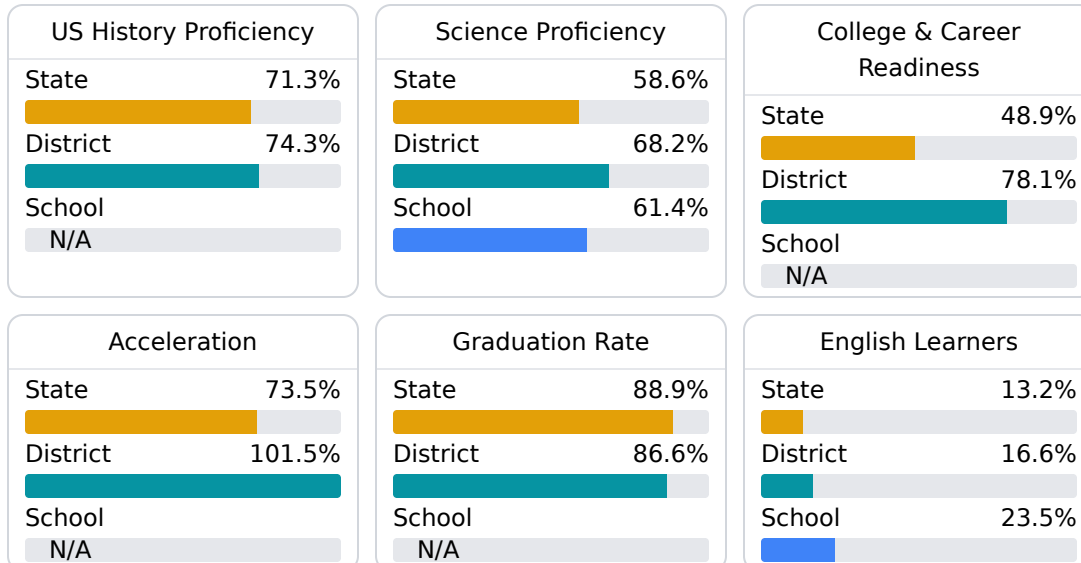 US History Proficiency
State 71.3%
District 74.3%
School
N/A
Science Proficiency
State 58.6%
District 68.2%
School 61.4%
College & Career
Readiness
State 48.9%
District 78.1%
School
N/A
Acceleration
State 73.5%
District 101.5%
School
N/A
Graduation Rate
State 88.9%
District 86.6%
School
N/A
English Learners
State 13.2%
District 16.6%
School 23.5%